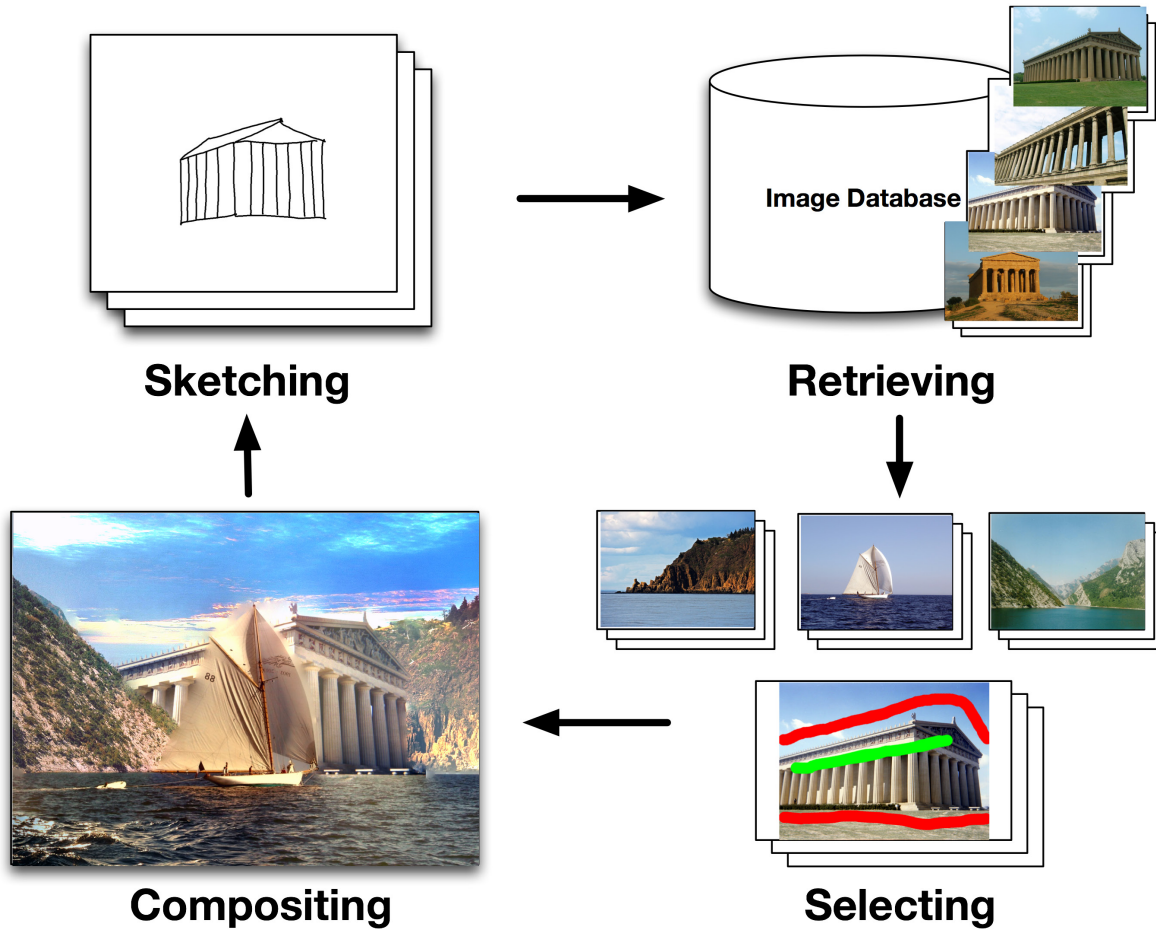 Image Database
Sketching
Retrieving
88
Compositing
Selecting